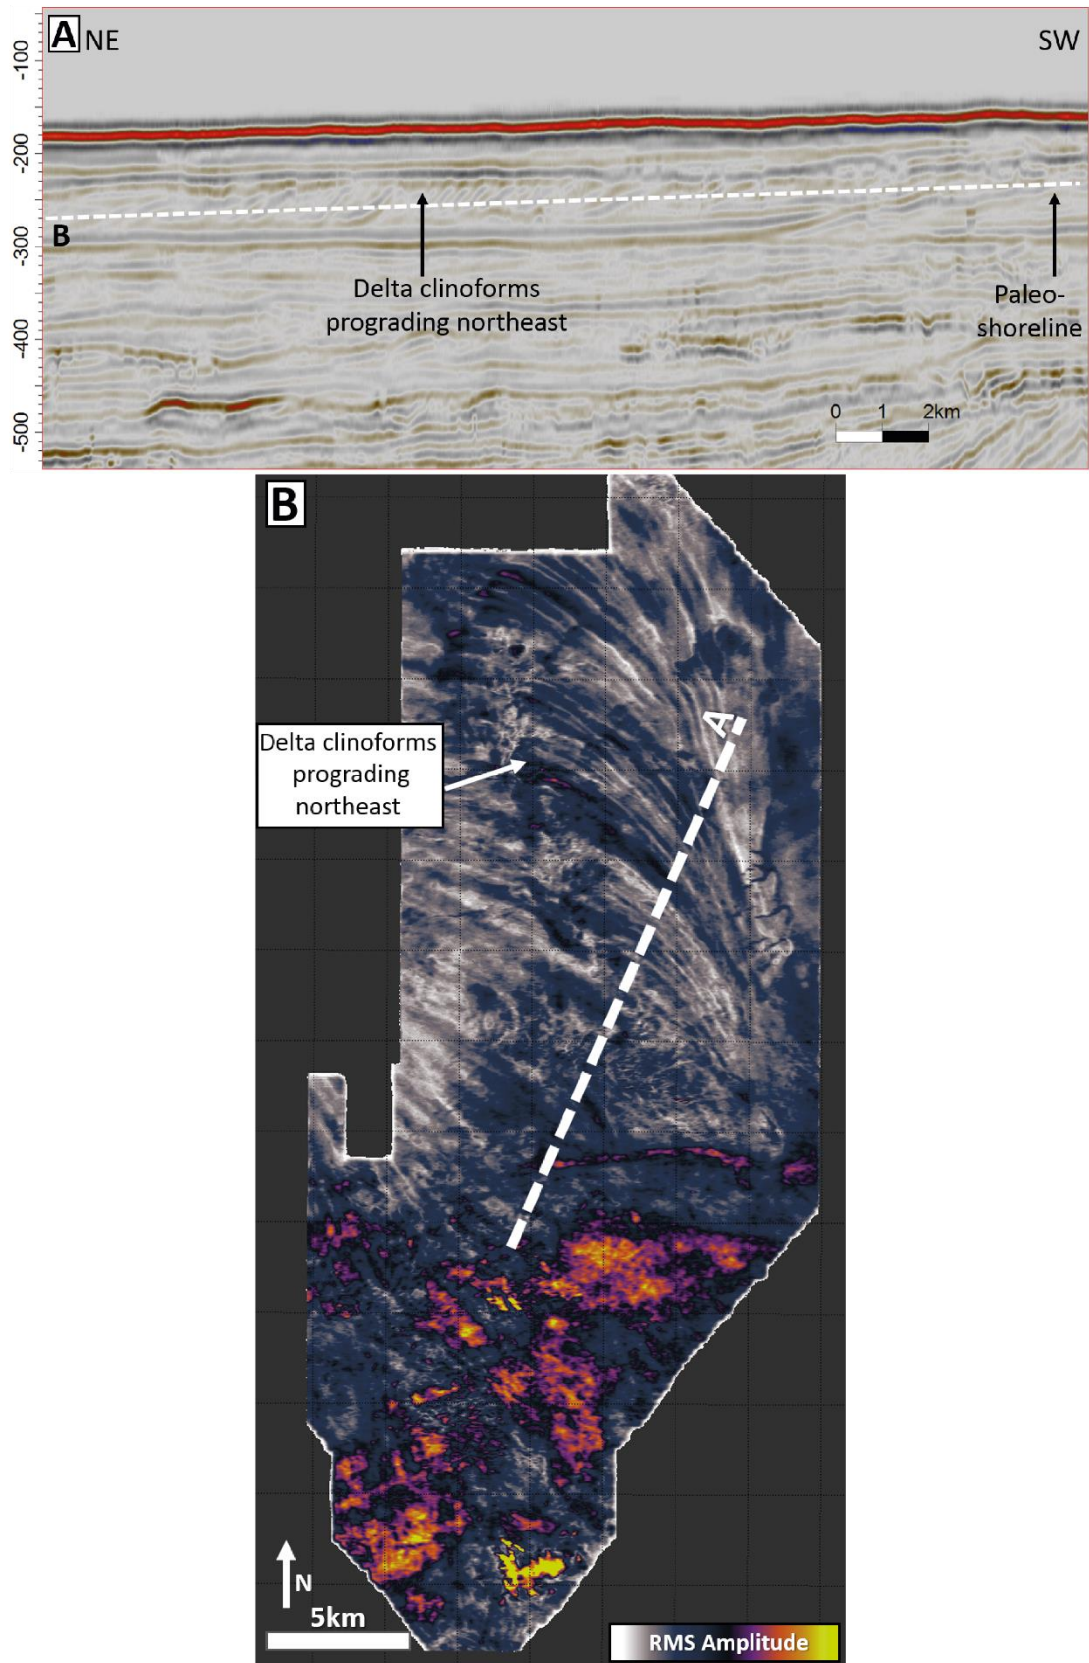 A NE
SW
-100
-200
-300
-400
-500
B
Delta clinoforms
prograding northeast
Paleo-
shoreline
0 1 2km
B
A
Delta clinoforms
prograding
northeast
N
5km
RMS Amplitude